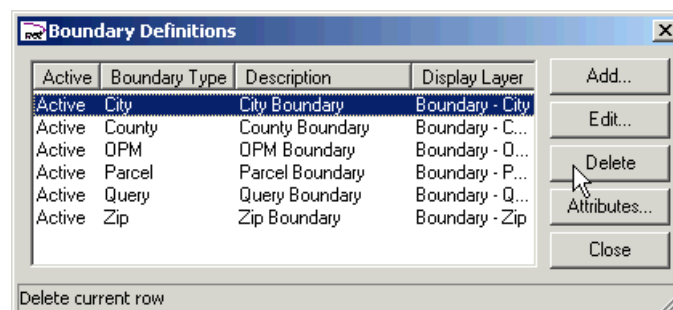 Boundary Definitions
Active Boundary Type Description Display Layer
Active City City Boundary Boundary - City
Active County County Boundary Boundary - C...
Active OPM OPM Boundary Boundary - O...
Active Parcel Parcel Boundary Boundary - P...
Active Query Query Boundary Boundary - Q...
Active Zip Zip Boundary Boundary - Zip
Add...
Edit...
Delete
Attributes...
Close
Delete current row